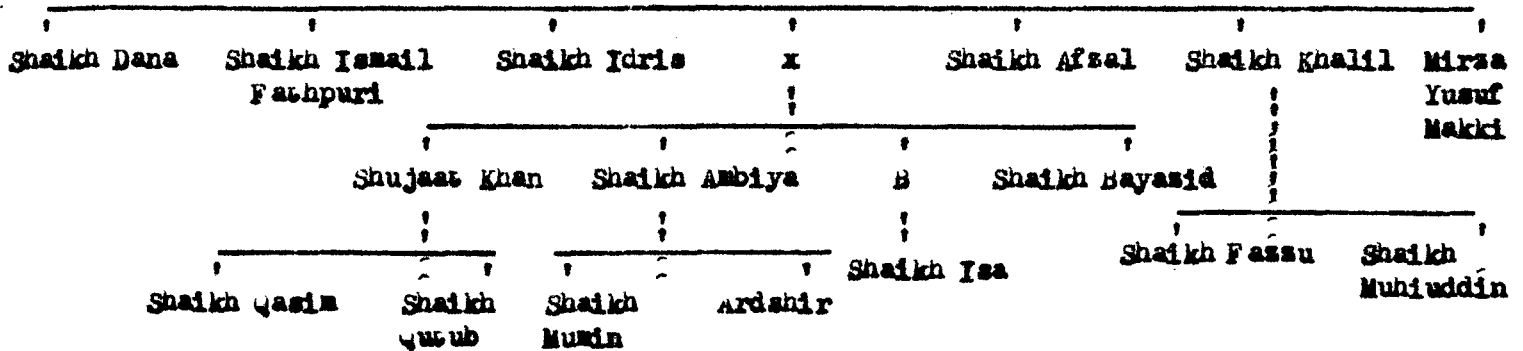 Shaikh Dana Shaikh Ismail Shaikh Idris x Shaikh Afzal Shaikh Khalil Mirza
Fathpuri Yusuf
Makki
Shujaat Khan Shaikh Ambiya B Shaikh Bayazid
Shaikh Fazzu Shaikh
Shaikh Isa Muhiuddin
Shaikh Qasim Shaikh Shaikh Ardshir
Qutub Mumin